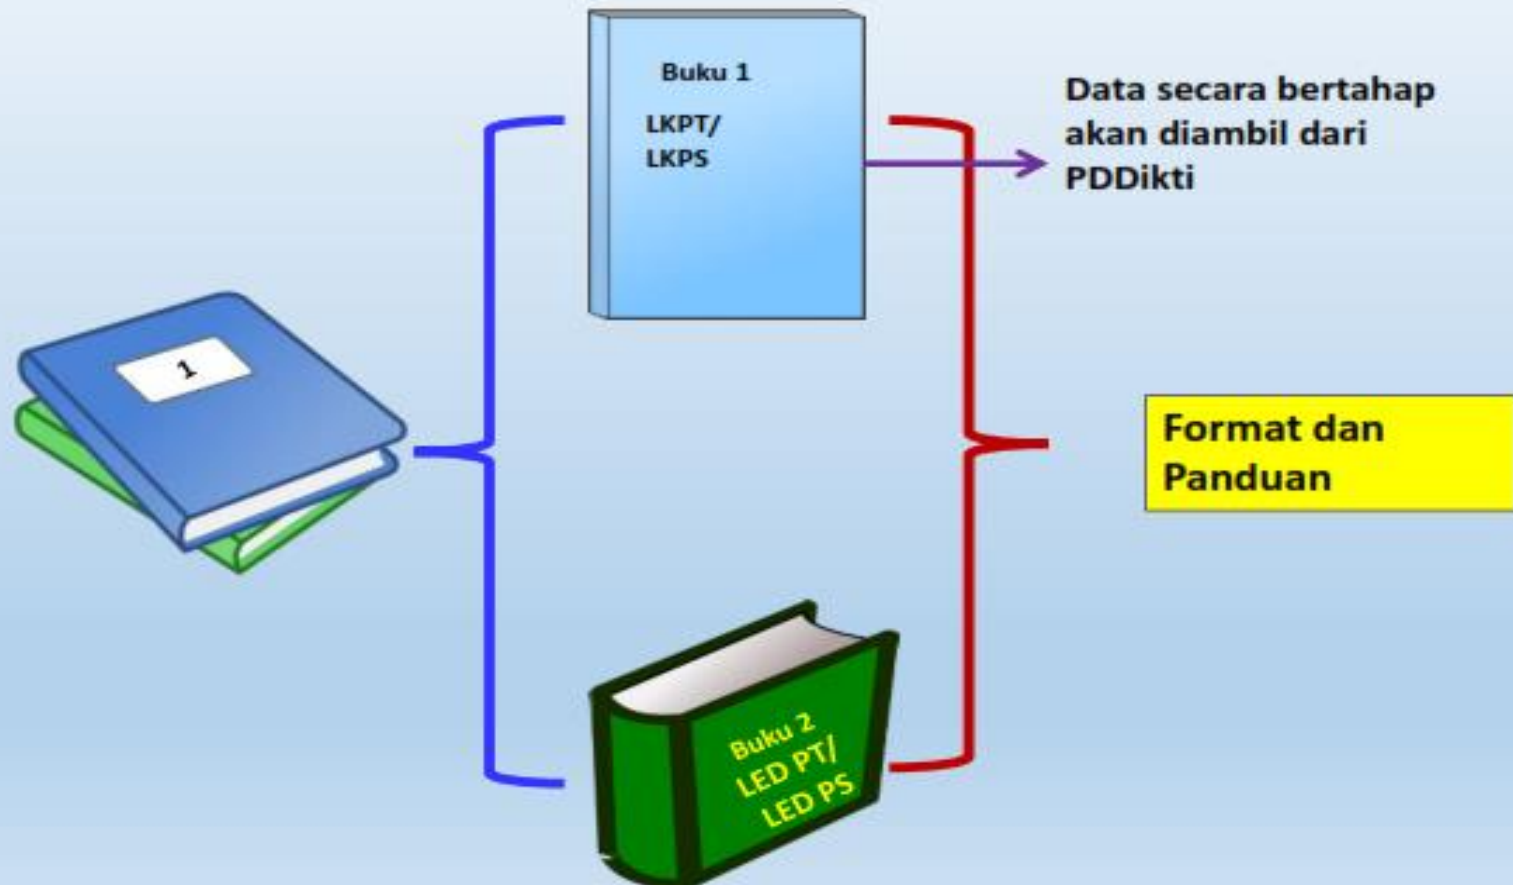 Buku 1
LKPT/
LKPS
Data secara bertahap
akan diambil dari
PDDikti
1
Format dan
Panduan
Buku 2
LED PT/
LED PS